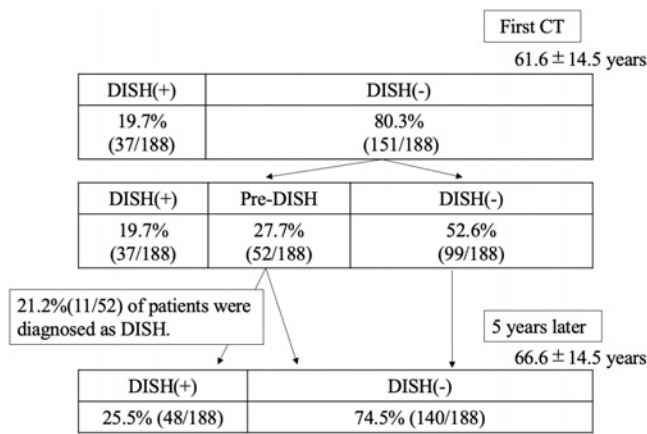 First CT
61.6±14.5 years
DISH(+) DISH(-)
19.7% 80.3%
(37/188) (151/188)
DISH(+) Pre-DISH DISH(-)
19.7% 27.7% 52.6%
(37/188) (52/188) (99/188)
21.2%(11/52) of patients were
diagnosed as DISH.
5 years later
66.6±14.5 years
DISH(+) DISH(-)
25.5% (48/188) 74.5% (140/188)